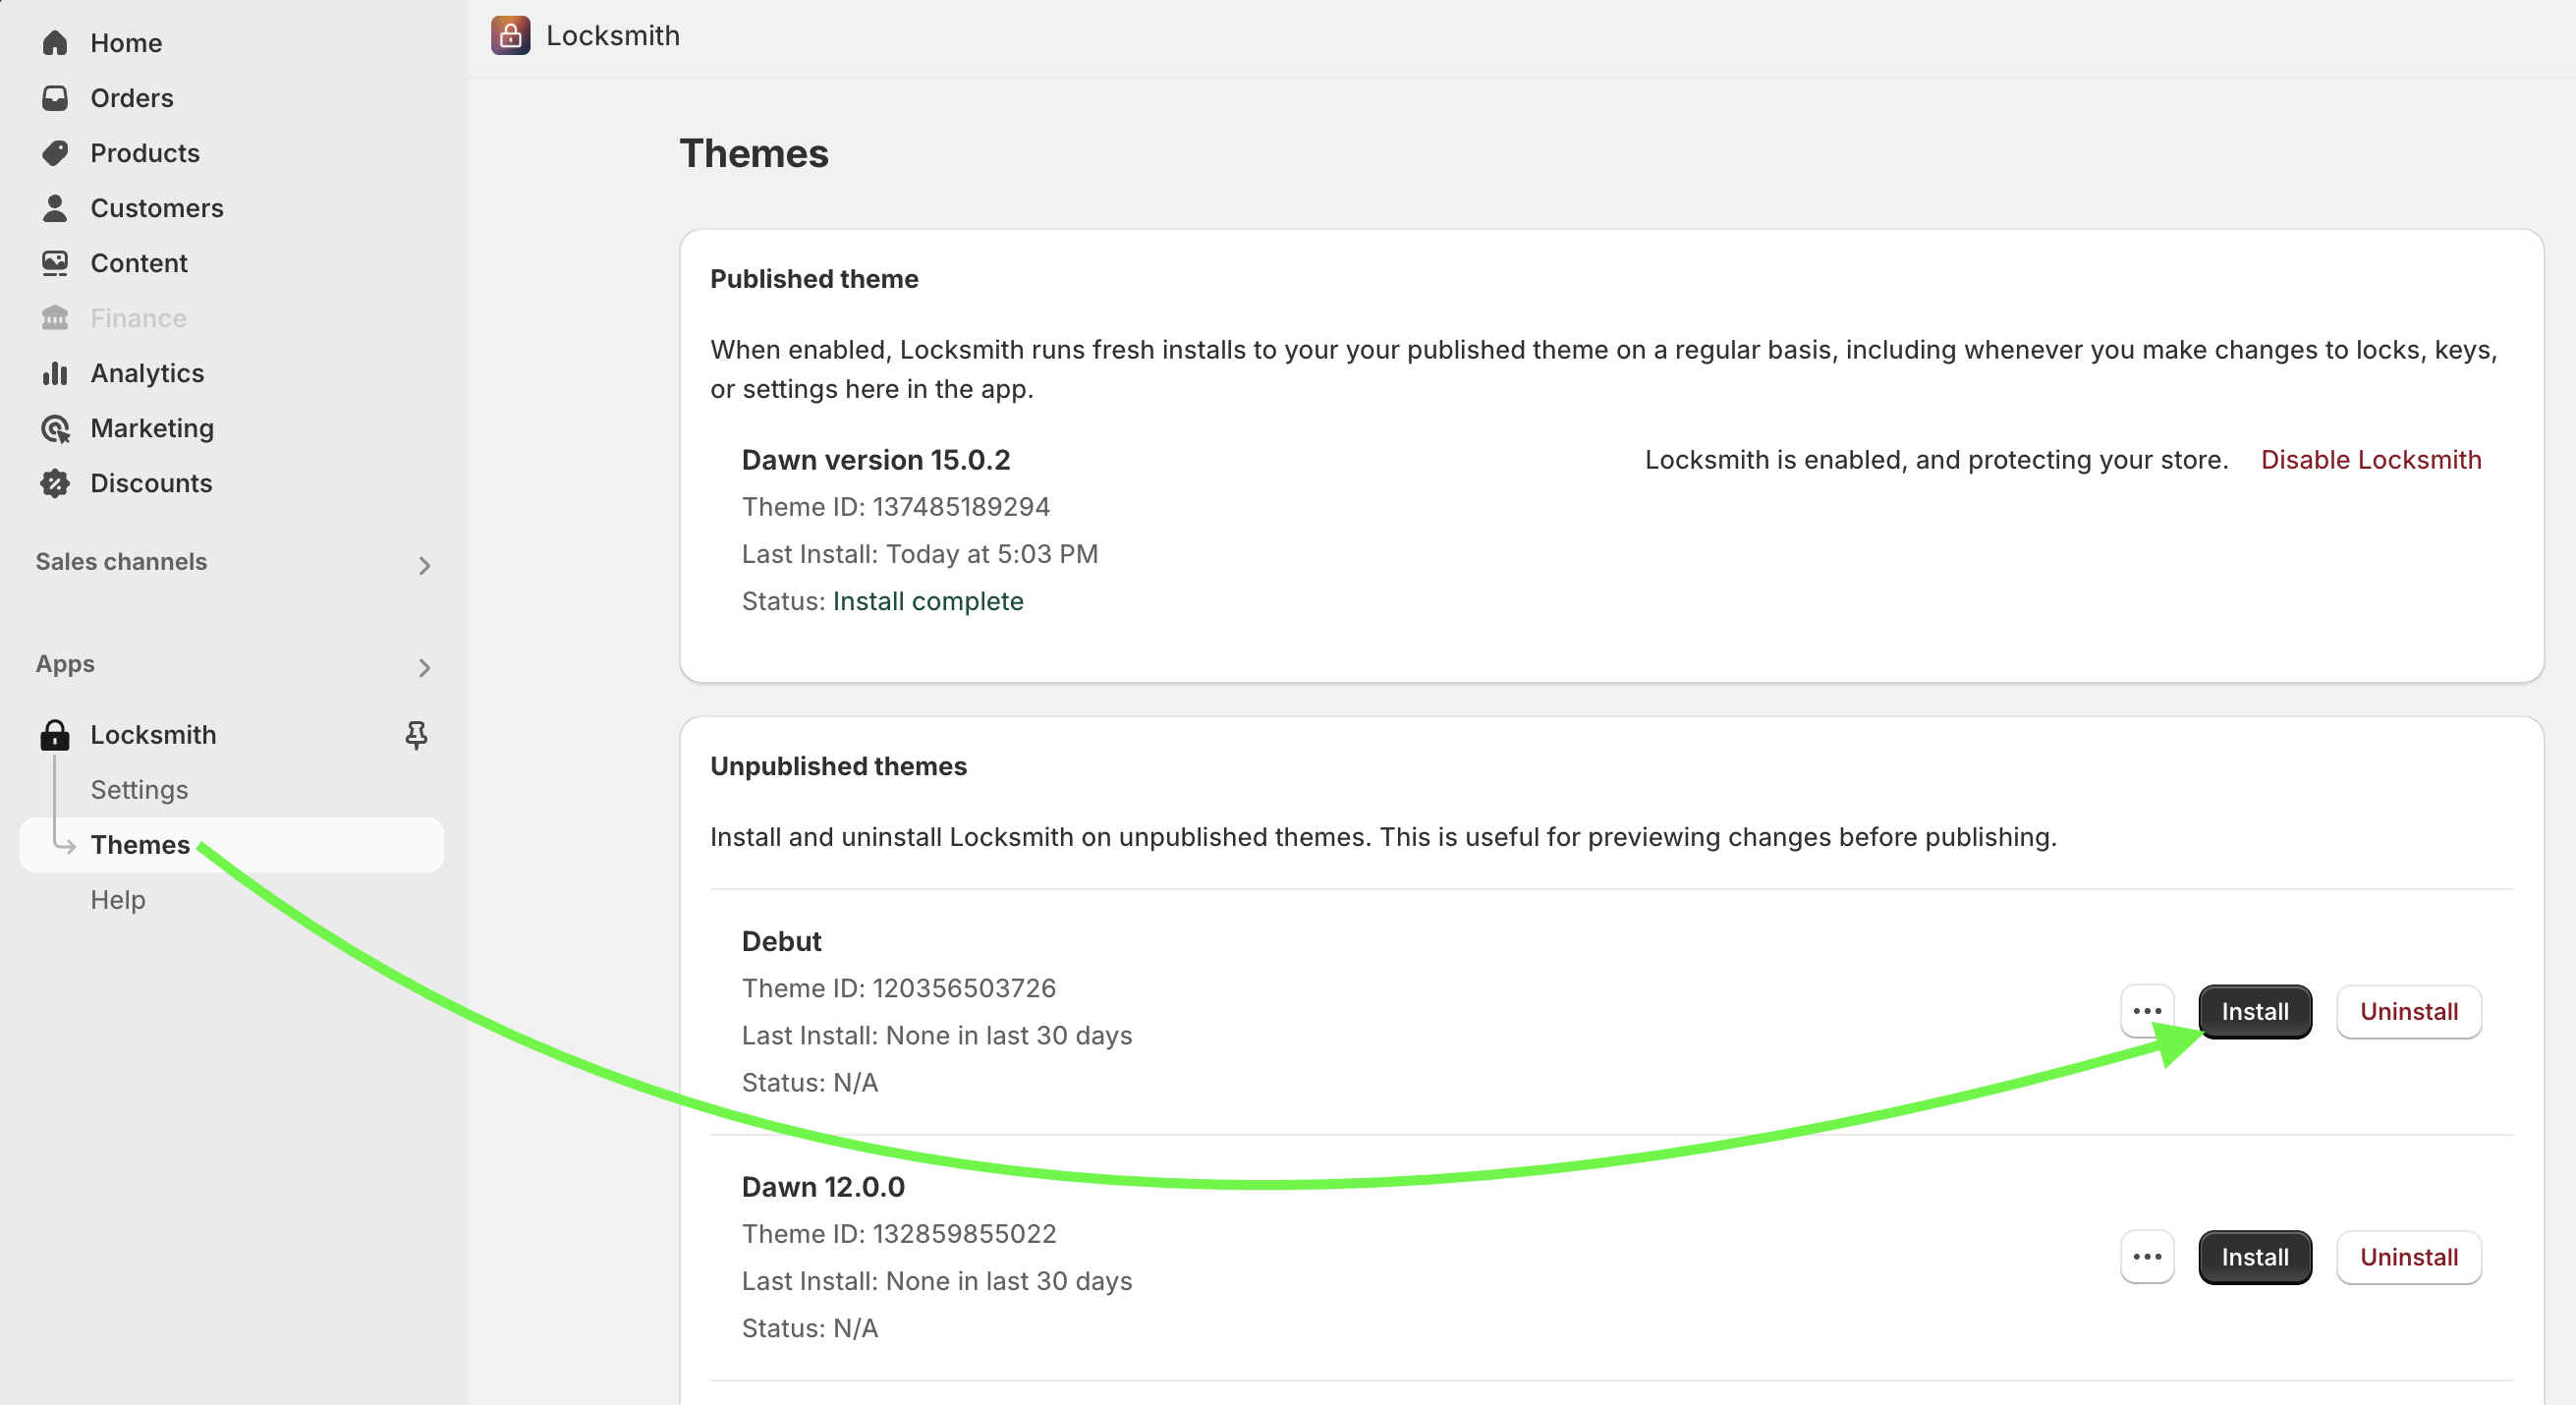 Home
Orders
Products
Customers
Content
Finance
Analytics
Marketing
Discounts
Sales channels
Apps
Locksmith
Settings
Themes
Help
Locksmith
Themes
Published theme
When enabled, Locksmith runs fresh installs to your your published theme on a regular basis, including whenever you make changes to locks, keys,
or settings here in the app.
Dawn version 15.0.2
Locksmith is enabled, and protecting your store. Disable Locksmith
Theme ID: 137485189294
Last Install: Today at 5:03 PM
Status: Install complete
Unpublished themes
Install and uninstall Locksmith on unpublished themes. This is useful for previewing changes before publishing.
Debut
Theme ID: 120356503726
Last Install: None in last 30 days
Status: N/A
Install Uninstall
Dawn 12.0.0
Theme ID: 132859855022
Last Install: None in last 30 days
Status: N/A
Install Uninstall